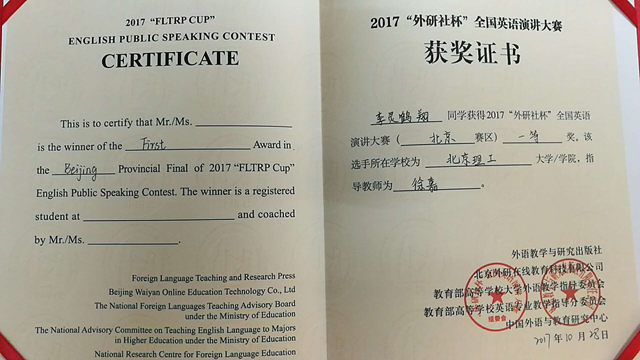 2017 “FLTRP CUP”
ENGLISH PUBLIC SPEAKING CONTEST
CERTIFICATE
This is to certify that Mr./Ms.
is the winner of the First Award in
the Beijing Provincial Final of 2017 “FLTRP Cup”
English Public Speaking Contest. The winner is a registered
student at and coached
by Mr./Ms. .
Foreign Language Teaching and Research Press
Beijing Waiyan Online Education Technology Co., Ltd
The National Foreign Languages Teaching Advisory Board
under the Ministry of Education
The National Advisory Committee on Teaching English Language to Majors
in Higher Education under the Ministry of Education
National Research Centre for Foreign Language Education
2017 “外研社杯” 全国英语演讲大赛
获奖证书
李 鹤翔 同学获得2017 “外研社杯” 全国英语
演讲大赛（ 北京 赛区） 一等 奖，该
选手所在学校为 北京理工 大学/学院，指
导教师为 徐嘉 。
外语教学与研究出版社
北京外研在线教育科技有限公司
教育部高等学校大学外语教学指导委员会
教育部高等学校英语专业教学指导分委员会
中国外语与教育研究中心
2017年10月28日
组委会